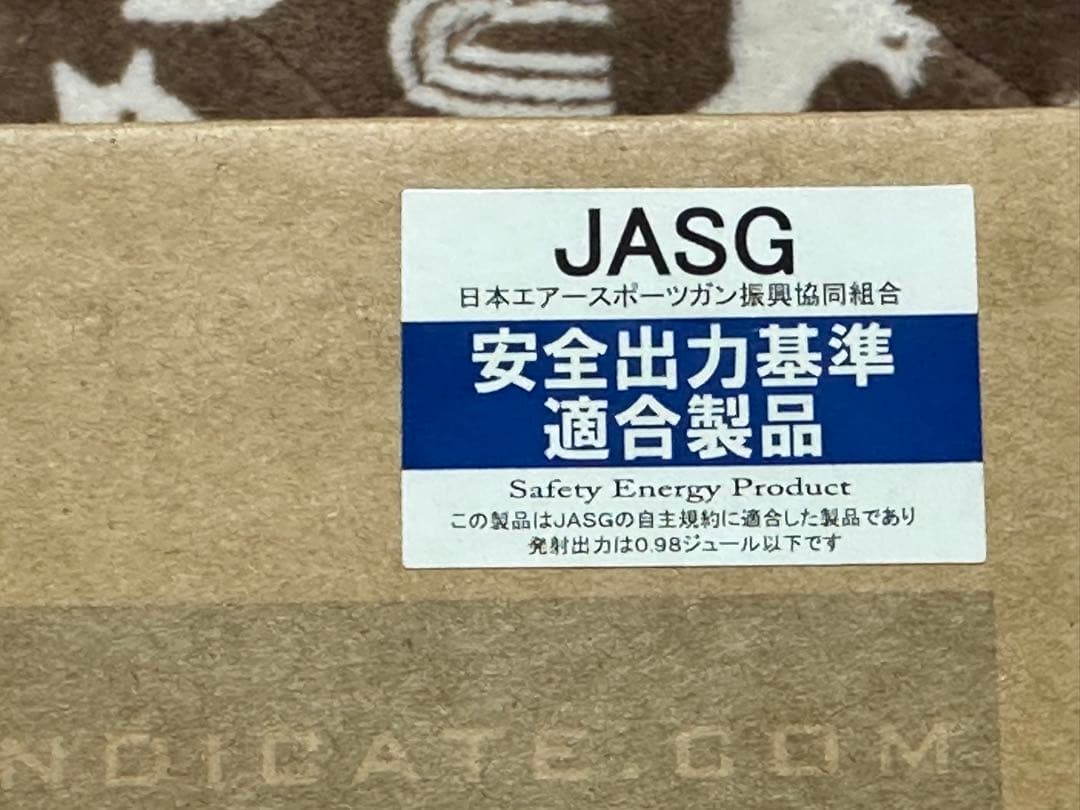 JASG
日本エアースポーツガン振興協同組合
安全出力基準
適合製品
Safety Energy Product
この製品はJASGの自主規約に適合した製品であり
発射出力は0.98ジュール以下です
NDICATE.COM